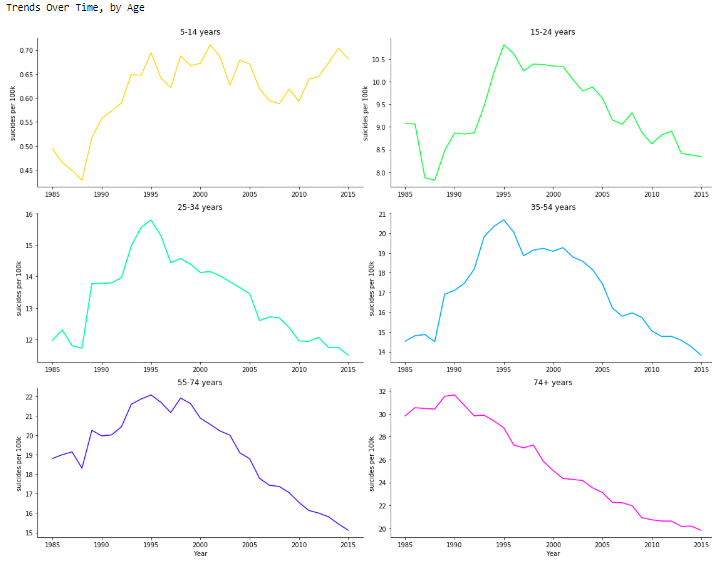 Trends Over Time, by Age
5-14 years
suicides per 100k
0.70
0.65
0.60
0.55
0.50
0.45
1985 1990 1995 2000 2005 2010 2015
15-24 years
suicides per 100k
10.5
10.0
9.5
9.0
8.5
8.0
1985 1990 1995 2000 2005 2010 2015
25-34 years
suicides per 100k
16
15
14
13
12
1985 1990 1995 2000 2005 2010 2015
35-54 years
suicides per 100k
21
20
19
18
17
16
15
14
1985 1990 1995 2000 2005 2010 2015
55-74 years
suicides per 100k
22
21
20
19
18
17
16
15
1985 1990 1995 2000 2005 2010 2015
Year
74+ years
suicides per 100k
32
30
28
26
24
22
20
1985 1990 1995 2000 2005 2010 2015
Year